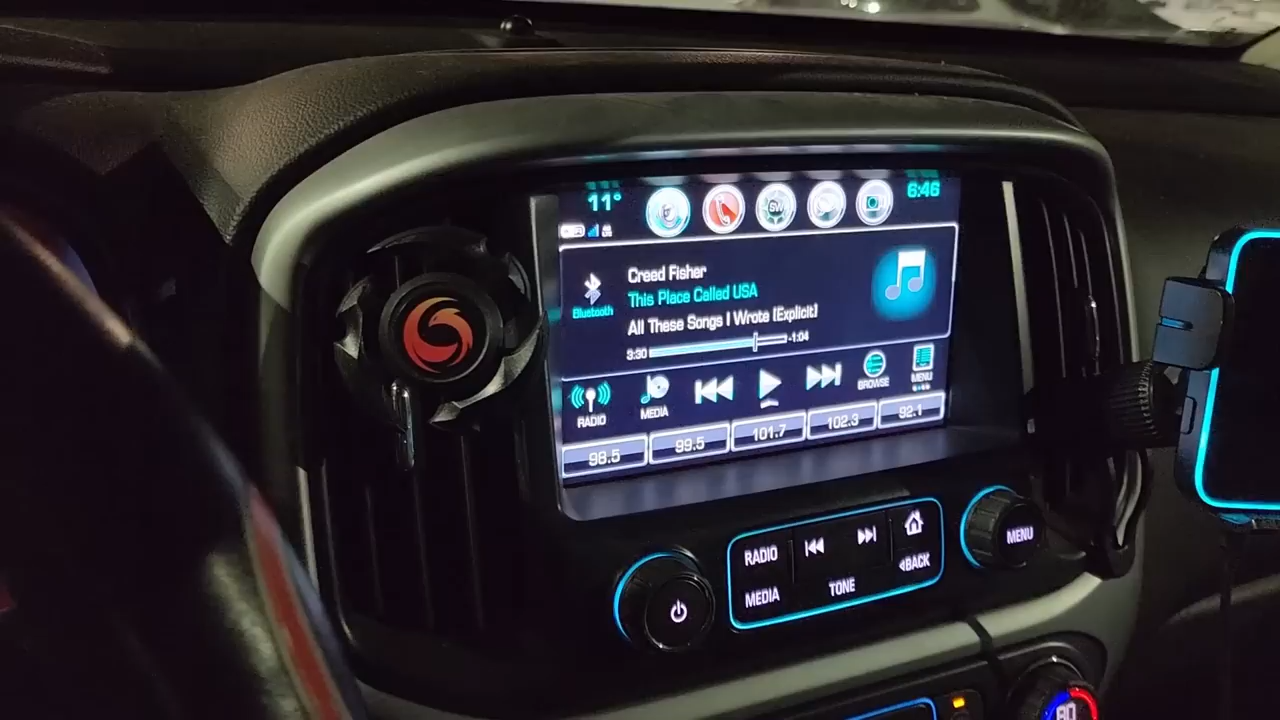 11°
6:46
SW
Creed Fisher
This Place Called USA
All These Songs I Wrote [Explicit]
Bluetooth
3:30
-1:04
RADIO
MEDIA
BROWSE
MENU
98.5
99.5
101.7
102.3
92.1
RADIO
MEDIA
TONE
BACK
MENU
80